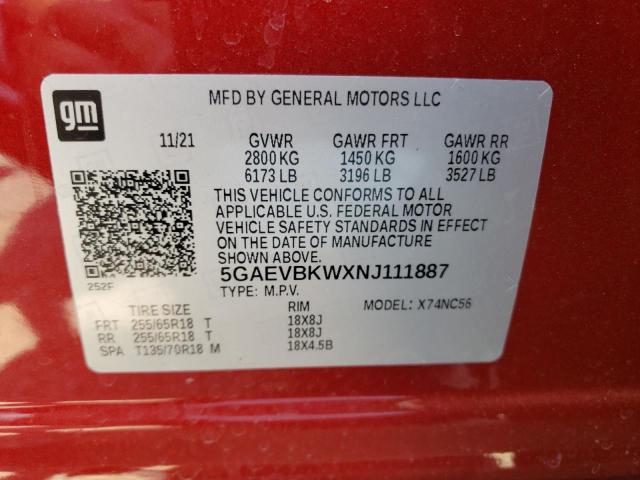 gm
MFD BY GENERAL MOTORS LLC
11/21 GVWR GAWR FRT GAWR RR
2800 KG 1450 KG 1600 KG
6173 LB 3196 LB 3527 LB
THIS VEHICLE CONFORMS TO ALL
APPLICABLE U.S. FEDERAL MOTOR
VEHICLE SAFETY STANDARDS IN EFFECT
ON THE DATE OF MANUFACTURE
SHOWN ABOVE.
252F
5GAEVBKWXNJ111887
TYPE: M.P.V. MODEL: X74NC56
TIRE SIZE RIM
FRT 255/65R18 T 18X8J
RR 255/65R18 T 18X8J
SPA T135/70R18 M 18X4.5B